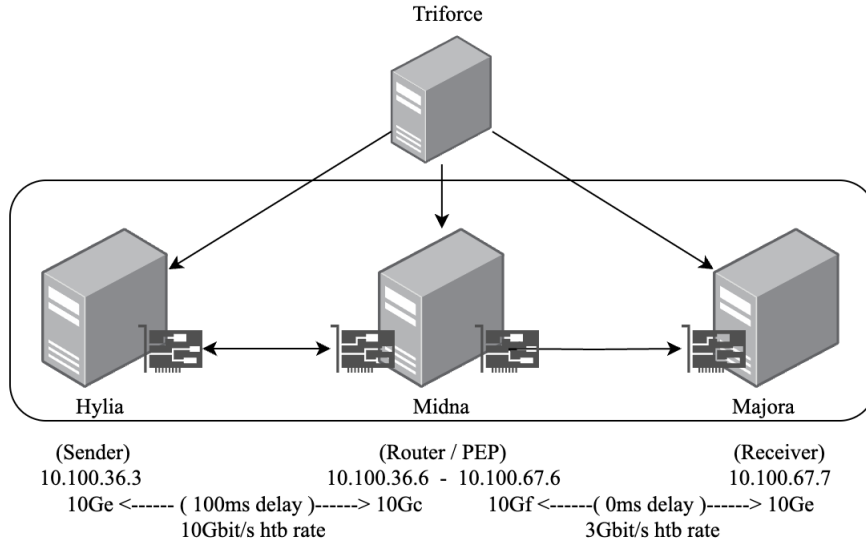 Triforce
Hylia
Midna
Majora
(Sender)
(Router / PEP)
(Receiver)
10.100.36.3
10.100.36.6 - 10.100.67.6
10.100.67.7
10Ge <------ ( 100ms delay )------> 10Gc
10Gf <------ ( 0ms delay )------> 10Ge
10Gbit/s htb rate
3Gbit/s htb rate